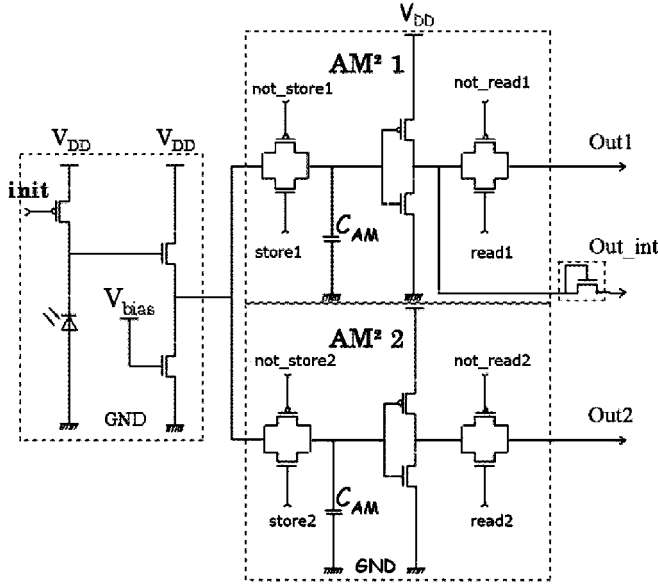 V_DD
AM² 1
not_store1
not_read1
V_DD
V_DD
Out1
init
C_AM
store1
read1
Out_int
V_bias
AM² 2
not_store2
not_read2
GND
Out2
C_AM
store2
read2
GND